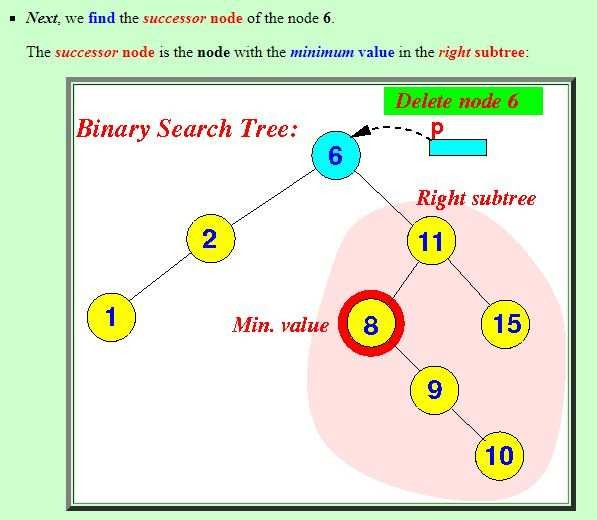 Next, we find the successor node of the node 6.
The successor node is the node with the minimum value in the right subtree:
Delete node 6
Binary Search Tree:
p
6
Right subtree
2
11
1
Min. value
8
15
9
10